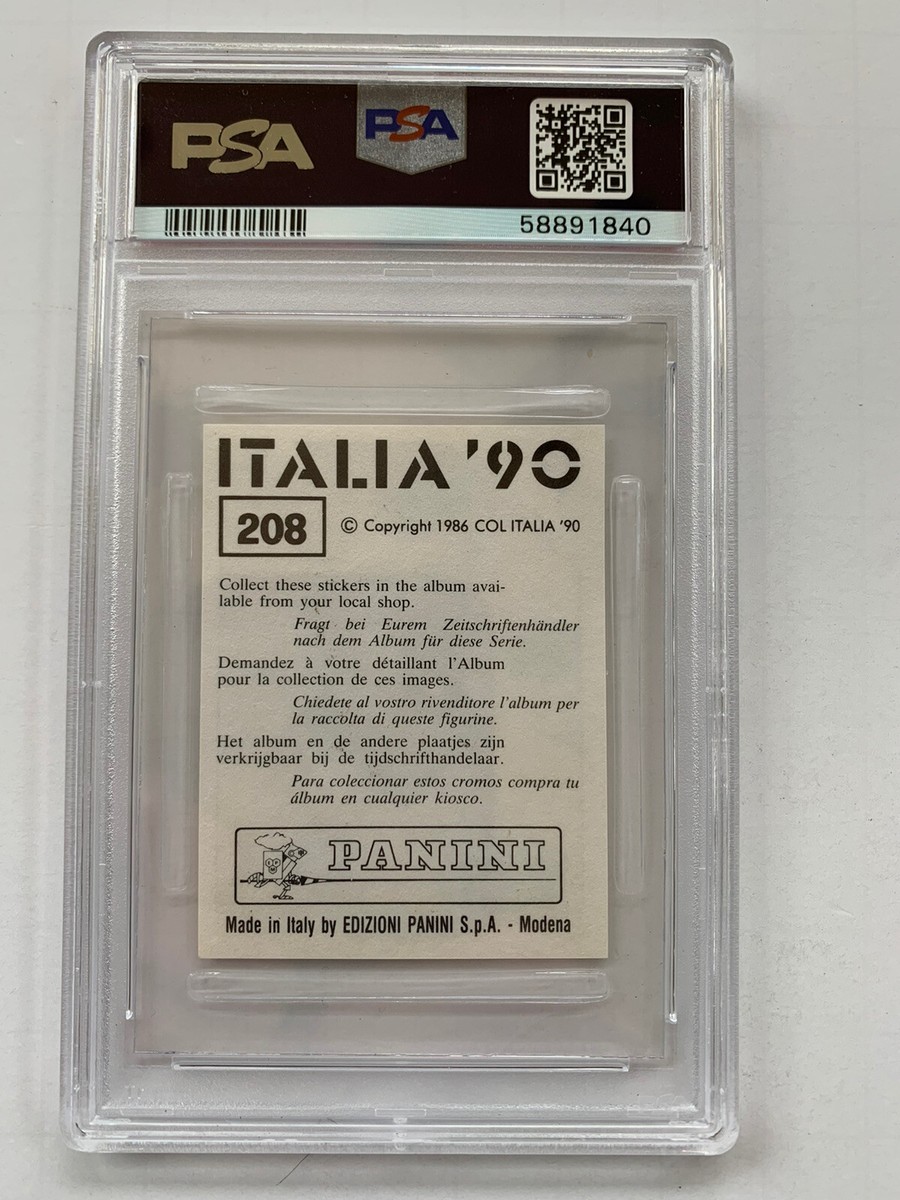 PSA
PSA
58891840
ITALIA '90
208
© Copyright 1986 COL ITALIA '90
Collect these stickers in the album avai-
lable from your local shop.
Fragt bei Eurem Zeitschriftenhändler
nach dem Album für diese Serie.
Demandez à votre détaillant l'Album
pour la collection de ces images.
Chiedete al vostro rivenditore l'album per
la raccolta di queste figurine.
Het album en de andere plaatjes zijn
verkrijgbaar bij de tijdschrifthandelaar.
Para coleccionar estos cromos compra tu
álbum en cualquier kiosco.
PANINI
Made in Italy by EDIZIONI PANINI S.p.A. - Modena